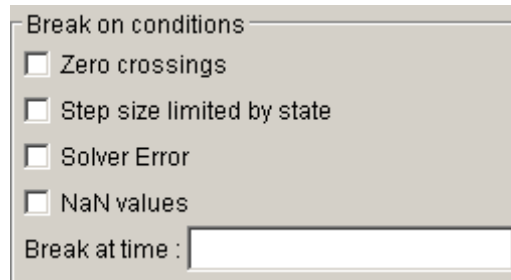 Break on conditions
Zero crossings
Step size limited by state
Solver Error
NaN values
Break at time :